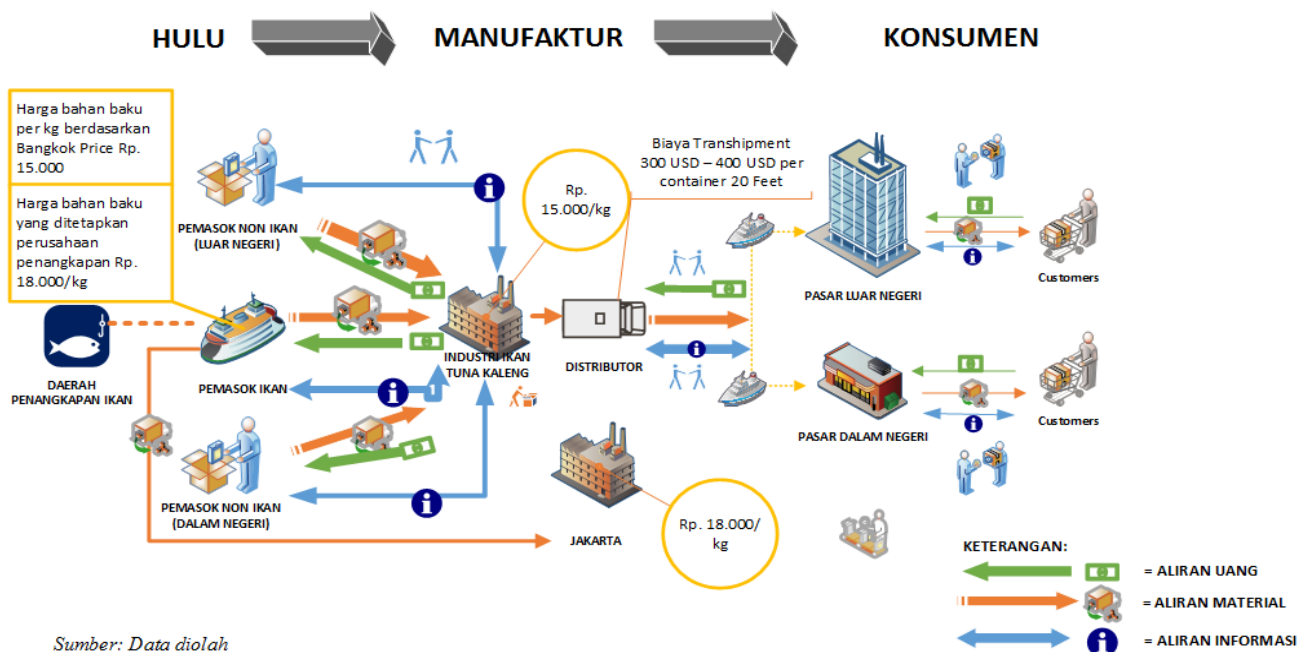 HULU
MANUFAKTUR
KONSUMEN
Harga bahan baku
per kg berdasarkan
Bangkok Price Rp.
15.000
Harga bahan baku
yang ditetapkan
perusahaan
penangkapan Rp.
18.000/kg
PEMASOK NON IKAN
(LUAR NEGERI)
Rp.
15.000/kg
Biaya Transhipment
300 USD – 400 USD per
container 20 Feet
PASAR LUAR NEGERI
Customers
DAERAH
PENANGKAPAN IKAN
PEMASOK IKAN
INDUSTRI IKAN
TUNA KALENG
DISTRIBUTOR
1
PASAR DALAM NEGERI
Customers
PEMASOK NON IKAN
(DALAM NEGERI)
JAKARTA
Rp. 18.000/
kg
KETERANGAN:
= ALIRAN UANG
= ALIRAN MATERIAL
= ALIRAN INFORMASI
Sumber: Data diolah